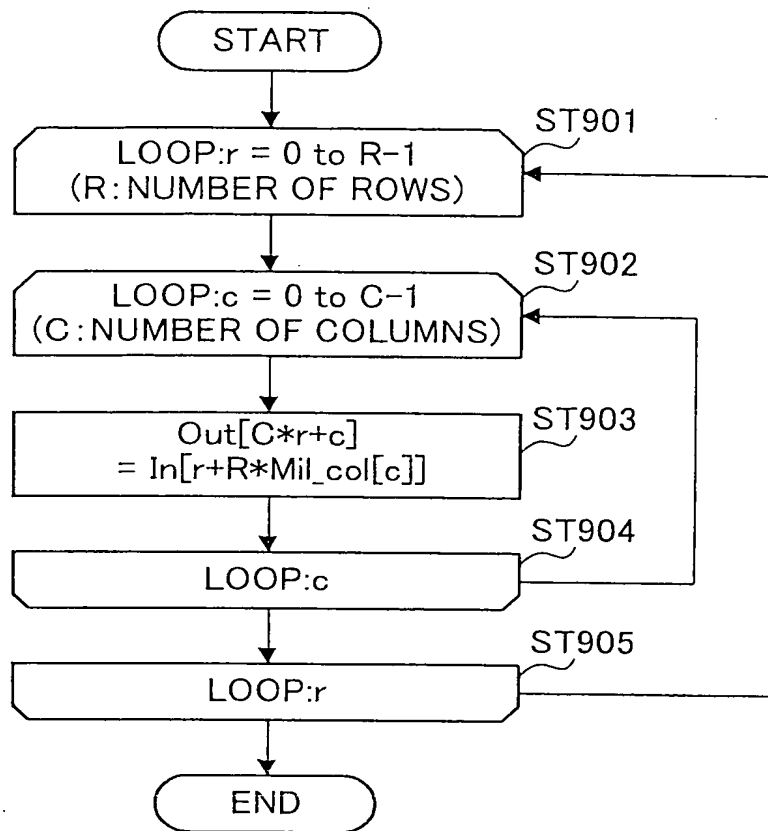 START
ST901
LOOP:r = 0 to R-1
(R:NUMBER OF ROWS)
ST902
LOOP:c = 0 to C-1
(C:NUMBER OF COLUMNS)
ST903
Out[C*r+c]
= In[r+R*Mil_col[c]]
ST904
LOOP:c
ST905
LOOP:r
END